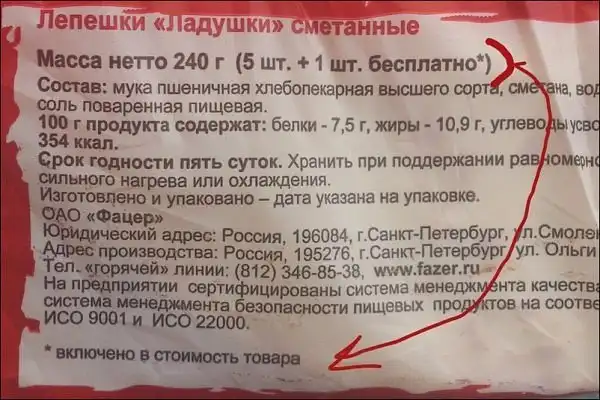 Лепешки «Ладушки» сметанные
Масса нетто 240 г (5 шт. + 1 шт. бесплатно*)
Состав: мука пшеничная хлебопекарная высшего сорта, сметана, вод
соль поваренная пищевая.
100 г продукта содержат: белки - 7,5 г, жиры - 10,9 г, углеводы усво
354 ккал.
Срок годности пять суток. Хранить при поддержании равномерно
сильного нагрева или охлаждения.
Изготовлено и упаковано – дата указана на упаковке.
ОАО «Фацер»
Юридический адрес: Россия, 196084, г.Санкт-Петербург, ул.Смолен
Адрес производства: Россия, 195276, г.Санкт-Петербург, ул. Ольги
Тел. «горячей» линии: (812) 346-85-38, www.fazer.ru
На предприятии сертифицированы система менеджмента качества
система менеджмента безопасности пищевых продуктов на соотве
ИСО 9001 и ИСО 22000.
* включено в стоимость товара